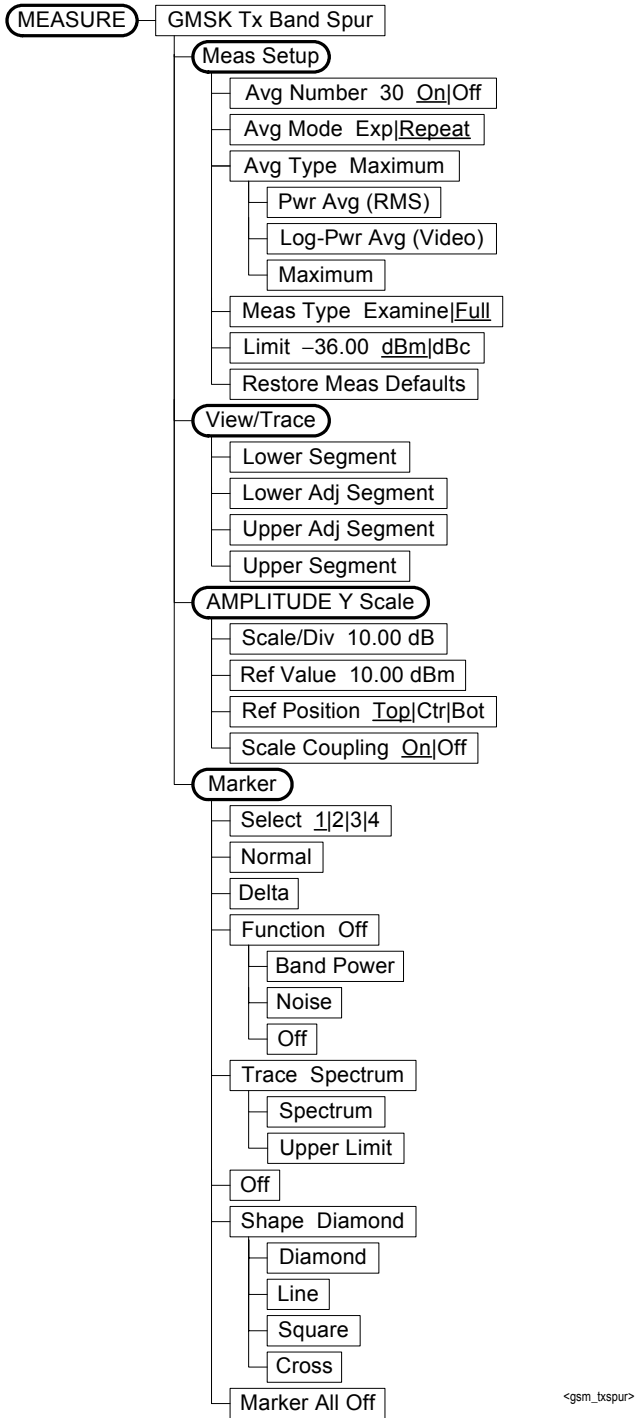 MEASURE GMSK Tx Band Spur
Meas Setup
Avg Number 30 On|Off
Avg Mode Exp|Repeat
Avg Type Maximum
Pwr Avg (RMS)
Log-Pwr Avg (Video)
Maximum
Meas Type Examine|Full
Limit –36.00 dBm|dBc
Restore Meas Defaults
View/Trace
Lower Segment
Lower Adj Segment
Upper Adj Segment
Upper Segment
AMPLITUDE Y Scale
Scale/Div 10.00 dB
Ref Value 10.00 dBm
Ref Position Top|Ctr|Bot
Scale Coupling On|Off
Marker
Select 1|2|3|4
Normal
Delta
Function Off
Band Power
Noise
Off
Trace Spectrum
Spectrum
Upper Limit
Off
Shape Diamond
Diamond
Line
Square
Cross
Marker All Off
<gsm_txspur>